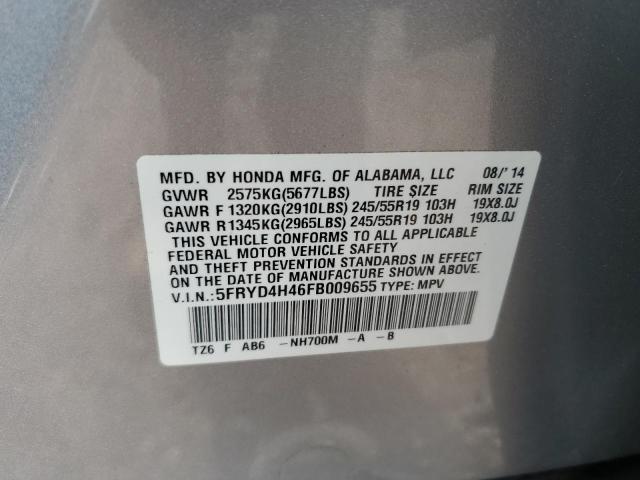 MFD. BY HONDA MFG. OF ALABAMA, LLC 08/'14
GVWR 2575KG(5677LBS) TIRE SIZE RIM SIZE
GAWR F 1320KG(2910LBS) 245/55R19 103H 19X8.0J
GAWR R 1345KG(2965LBS) 245/55R19 103H 19X8.0J
THIS VEHICLE CONFORMS TO ALL APPLICABLE
FEDERAL MOTOR VEHICLE SAFETY
AND THEFT PREVENTION STANDARDS IN EFFECT
ON THE DATE OF MANUFACTURE SHOWN ABOVE.
V.I.N.:5FRYD4H46FB009655 TYPE: MPV
TZ6 F AB6 -NH700M -A -B